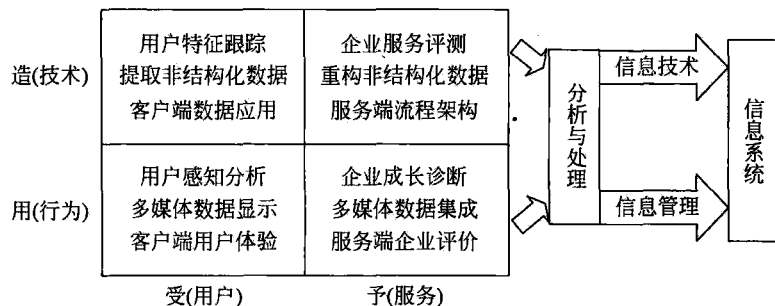 造(技术)
用户特征跟踪
提取非结构化数据
客户端数据应用
企业服务评测
重构非结构化数据
服务端流程架构
用(行为)
用户感知分析
多媒体数据显示
客户端用户体验
企业成长诊断
多媒体数据集成
服务端企业评价
受(用户)
予(服务)
分析与处理
信息技术
信息管理
信息系统